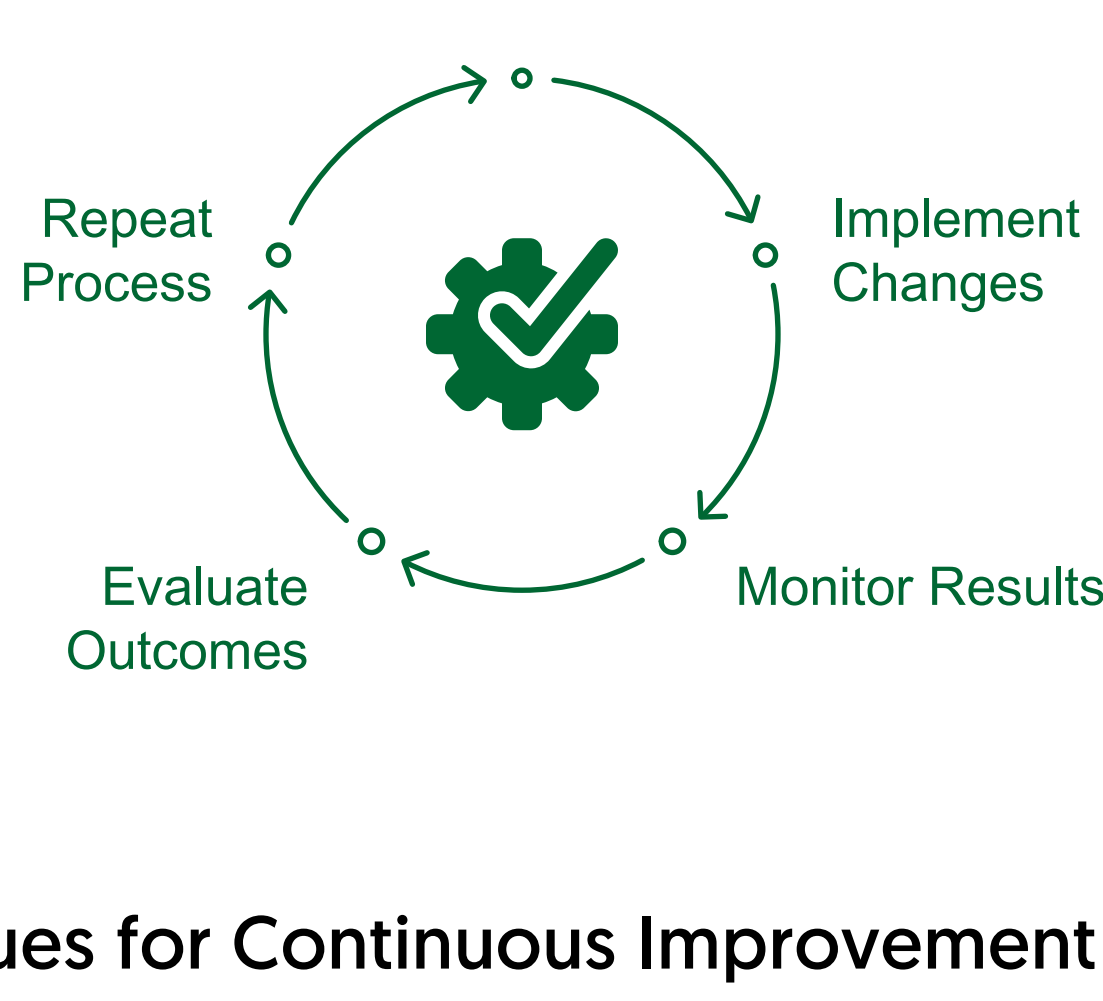 Repeat
Process
Implement
Changes
Evaluate
Outcomes
Monitor Results
ues for Continuous Improvement